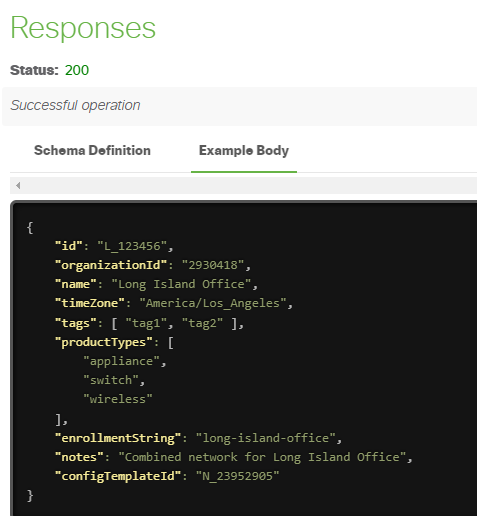 Responses
Status: 200
Successful operation
Schema Definition Example Body
{
"id": "L_123456",
"organizationId": "2930418",
"name": "Long Island Office",
"timeZone": "America/Los_Angeles",
"tags": [ "tag1", "tag2" ],
"productTypes": [
"appliance",
"switch",
"wireless"
],
"enrollmentString": "long-island-office",
"notes": "Combined network for Long Island Office",
"configTemplateId": "N_23952905"
}